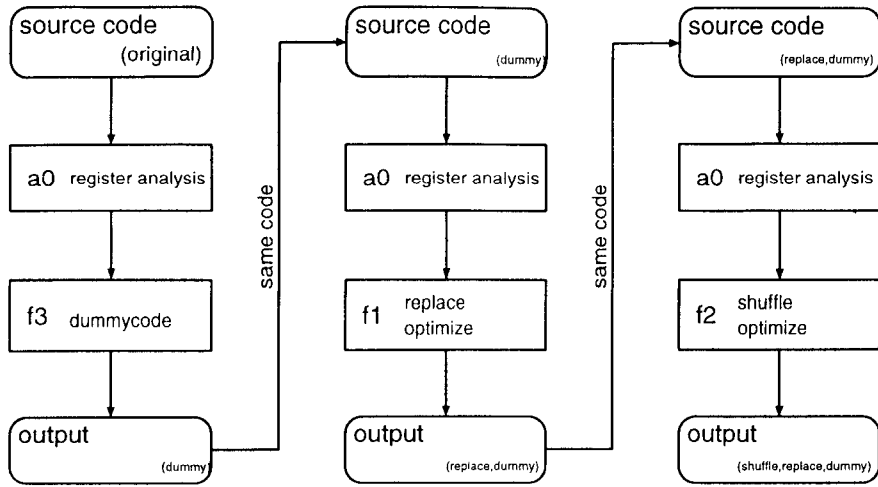 source code
(original)
a0 register analysis
f3 dummycode
output
(dummy)
same code
source code
(dummy)
a0 register analysis
f1 replace
optimize
output
(replace,dummy)
same code
source code
(replace,dummy)
a0 register analysis
f2 shuffle
optimize
output
(shuffle,replace,dummy)